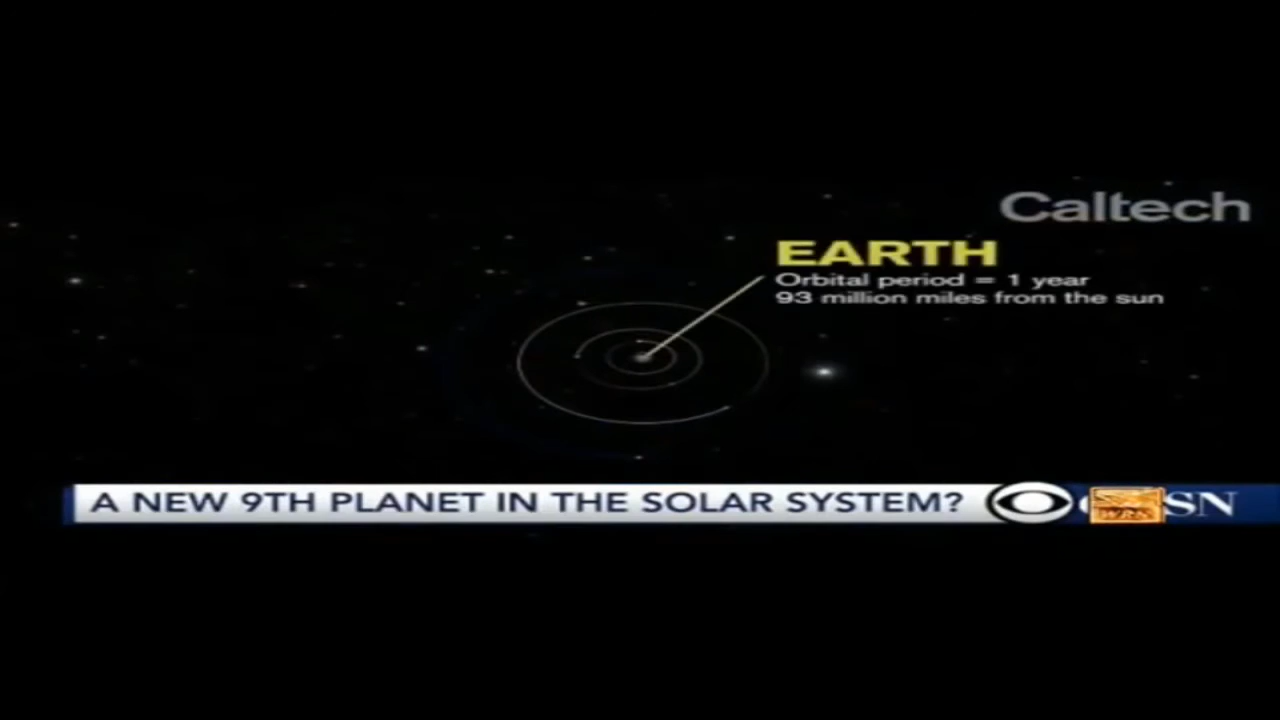 Caltech
EARTH
Orbital period = 1 year
93 million miles from the sun
A NEW 9TH PLANET IN THE SOLAR SYSTEM?
SN